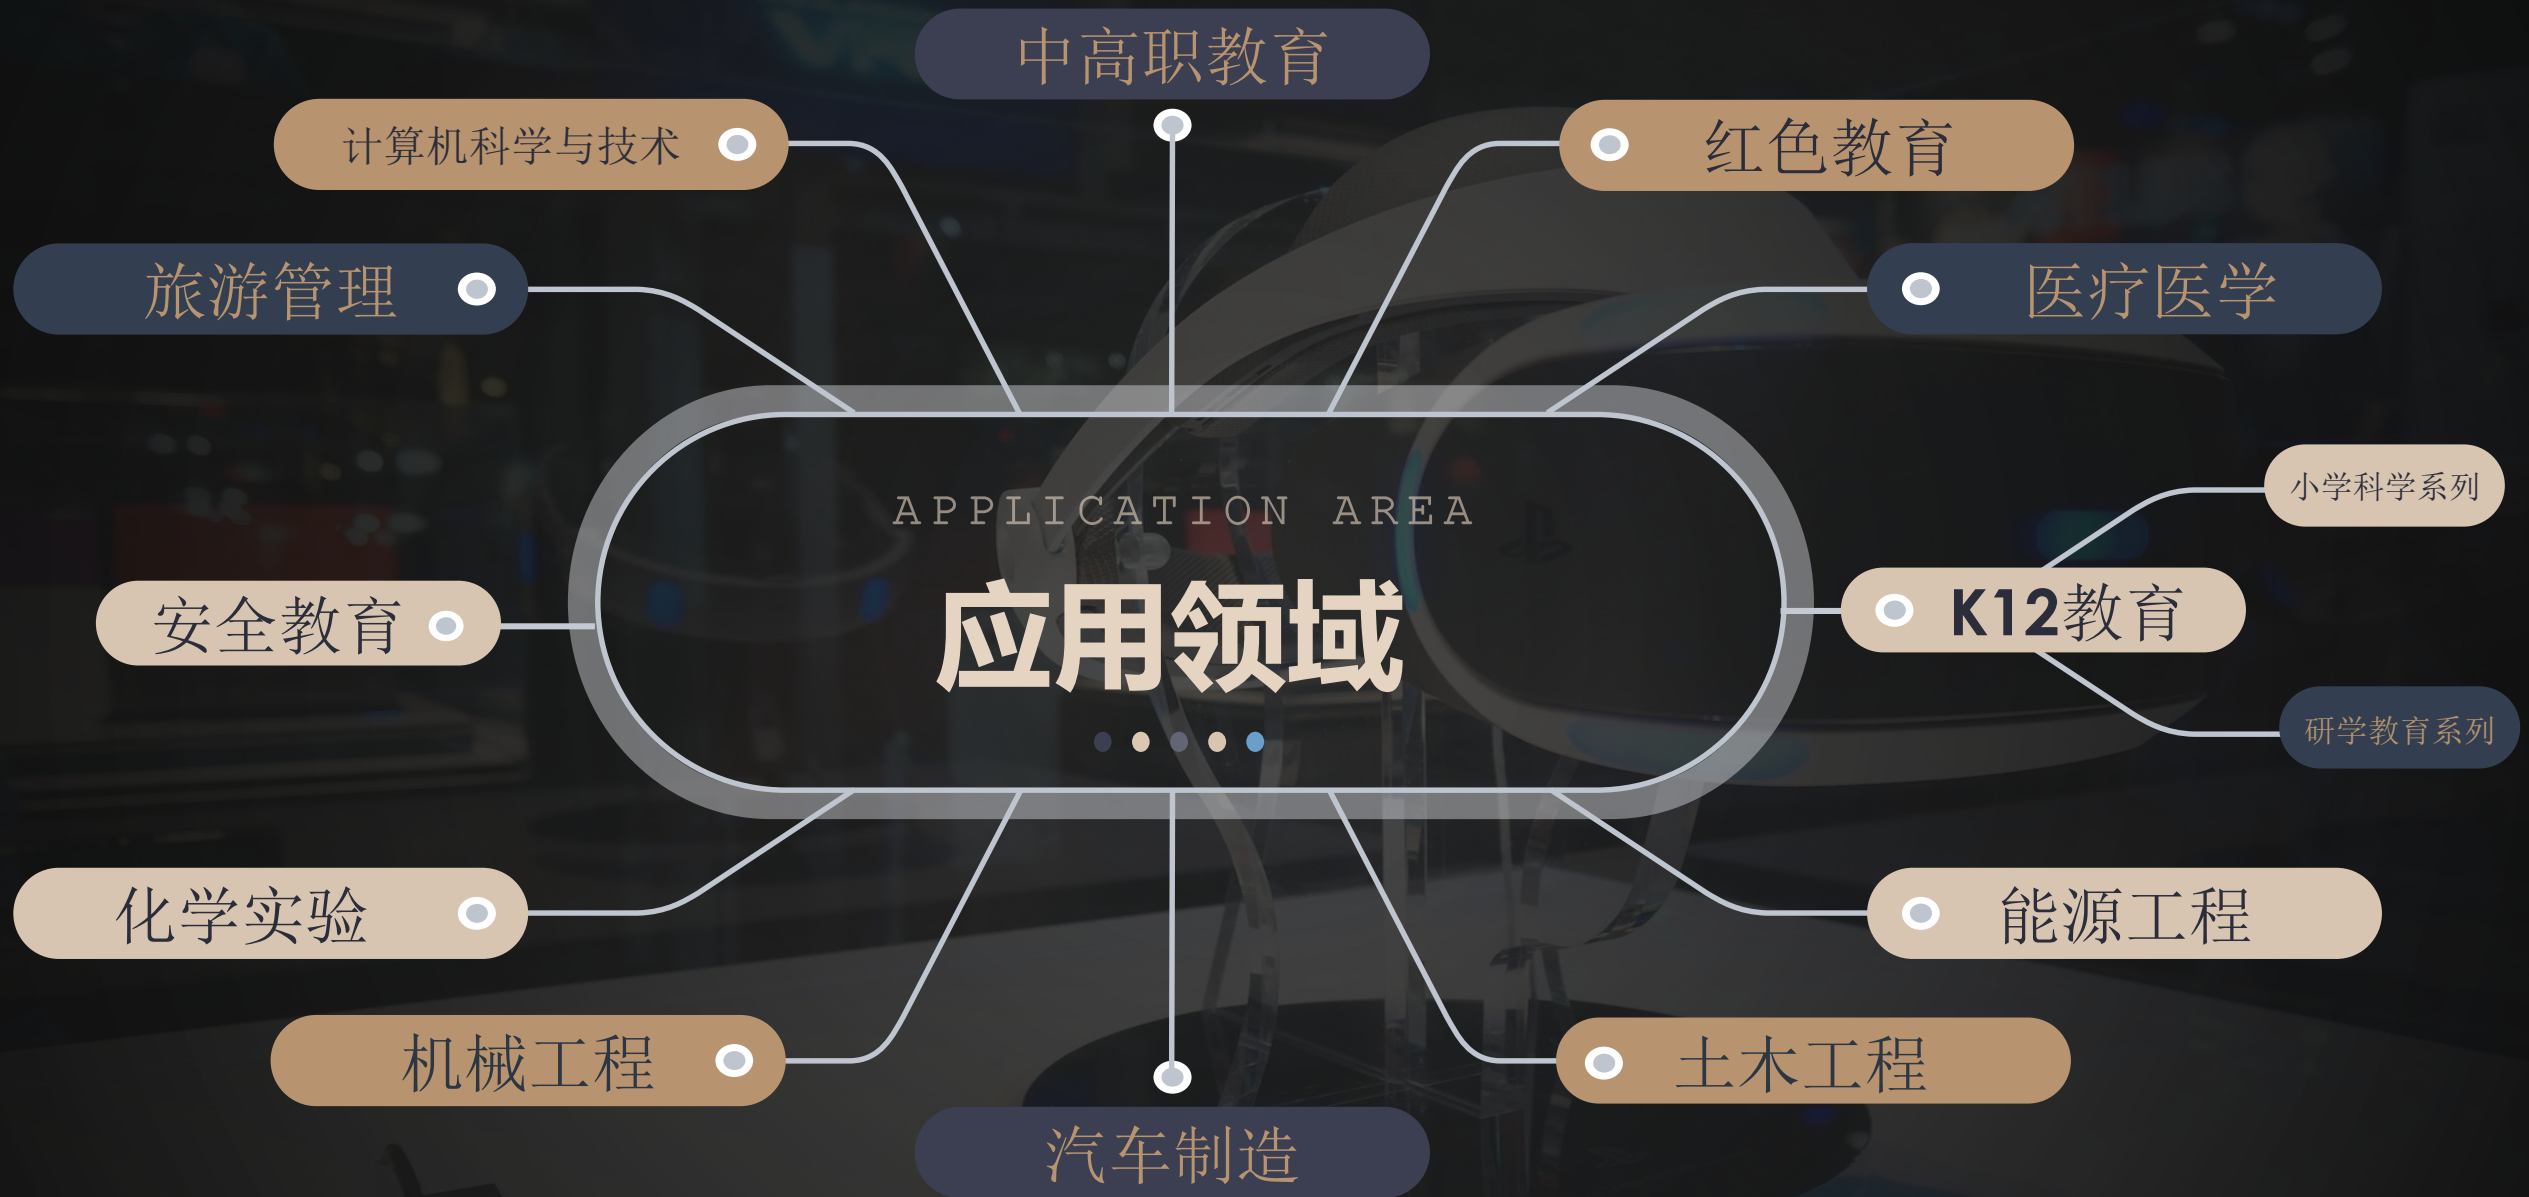 中高职教育
计算机科学与技术
红色教育
旅游管理
医疗医学
小学科学系列
APPLICATION AREA
应用领域
安全教育
K12教育
研学教育系列
化学实验
能源工程
机械工程
土木工程
汽车制造